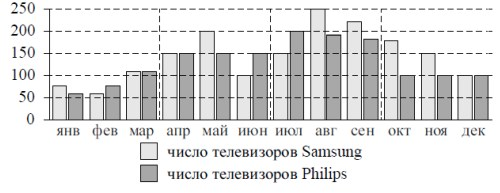 250
200
150
100
50
0
янв фев мар апр май июн июл авг сен окт ноя дек
число телевизоров Samsung
число телевизоров Philips